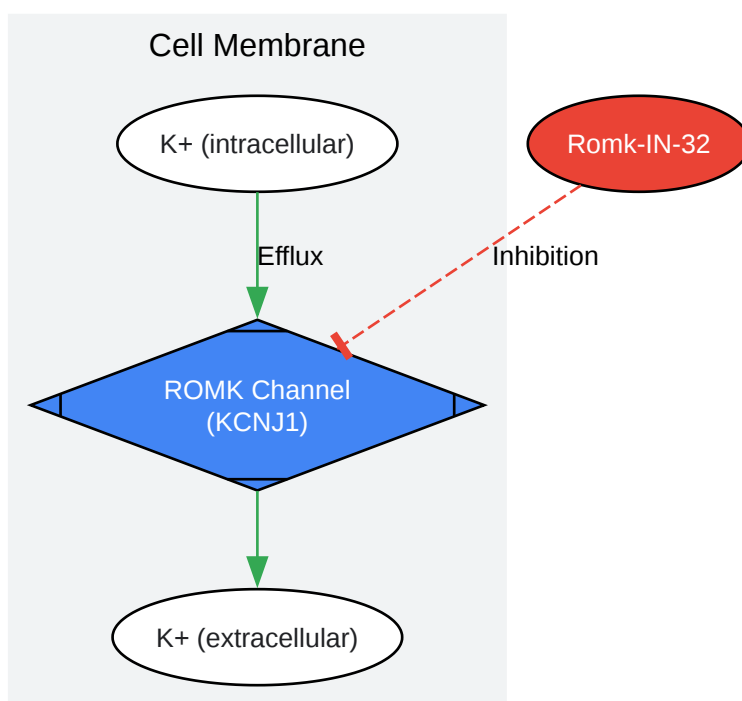 Cell Membrane
K+ (intracellular)
Romk-IN-32
Efflux
Inhibition
ROMK Channel
(KCNJ1)
K+ (extracellular)